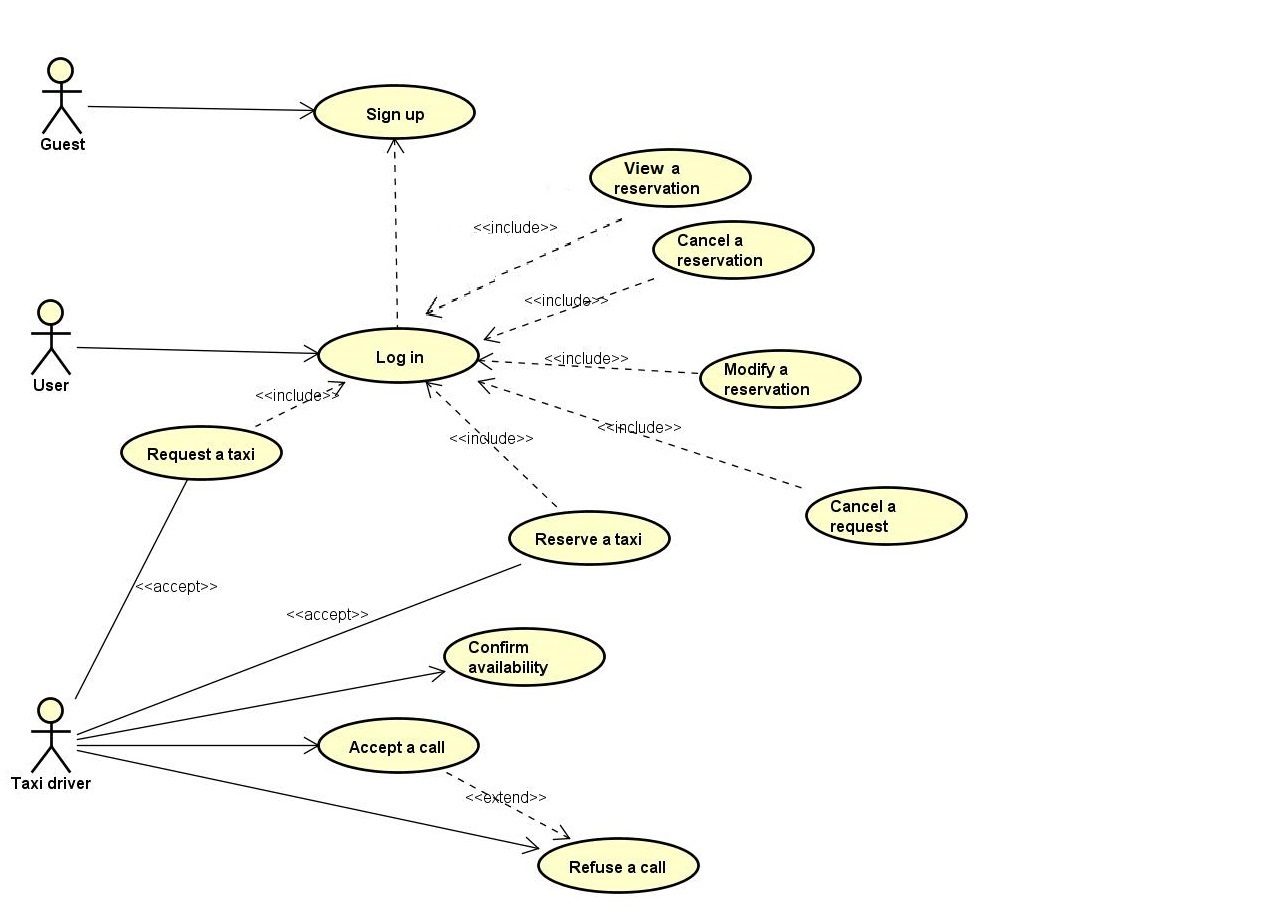 Sign up
Guest
View a
reservation
<<include>>
Cancel a
reservation
<<include>>
User
Log in
<<include>>
Modify a
reservation
<<include>>
<<include>>
<<include>>
Request a taxi
Cancel a
request
Reserve a taxi
<<accept>>
<<accept>>
Confirm
availability
Accept a call
Taxi driver
<<extend>>
Refuse a call